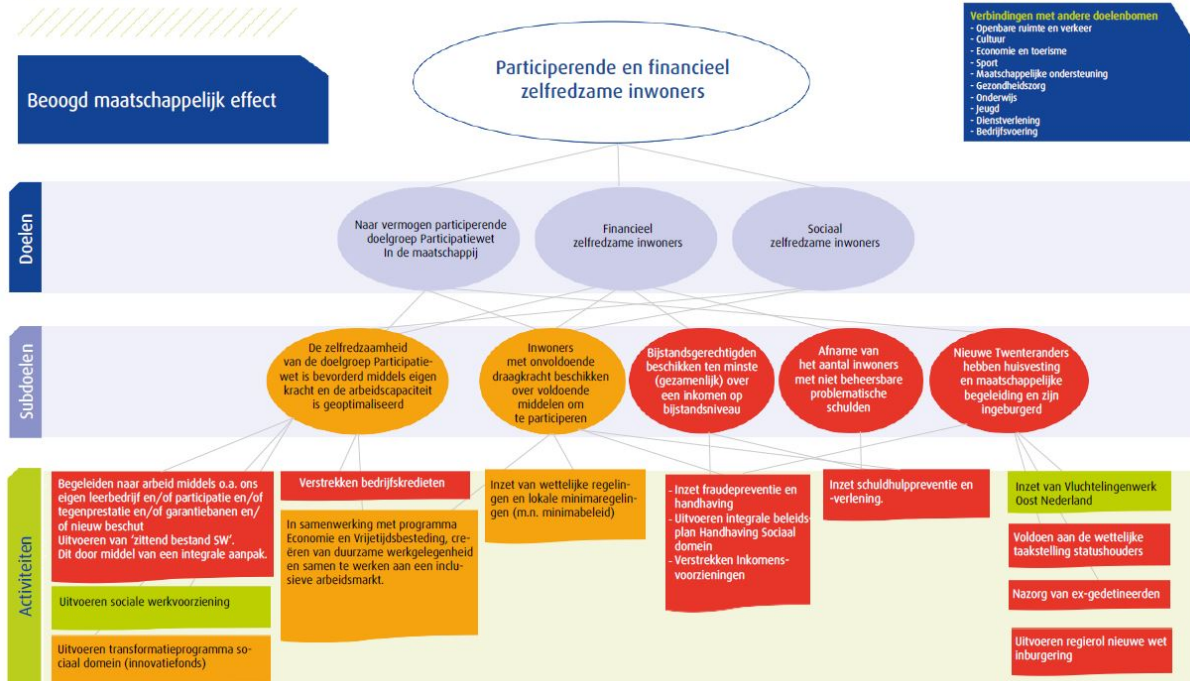 Beoogd maatschappelijk effect
Participerende en financieel
zelfredzame inwoners
Verbindingen met andere doelenbomen
- Openbare ruimte en verkeer
- Cultuur
- Economie en toerisme
- Sport
- Maatschappelijke ondersteuning
- Gezondheidszorg
- Onderwijs
- Jeugd
- Dienstverlening
- Bedrijfsvoering
Doelen
Naar vermogen participerende
doelgroep Participatiewet
In de maatschappij
Financieel
zelfredzame inwoners
Sociaal
zelfredzame inwoners
Subdoelen
De zelfredzaamheid
van de doelgroep Participatie-
wet is bevorderd middels eigen
kracht en de arbeidscapaciteit
is geoptimaliseerd
Inwoners
met onvoldoende
draagkracht beschikken
over voldoende
middelen om
te participeren
Bijstandsgerechtigden
beschikken ten minste
(gezamenlijk) over
een inkomen op
bijstandsniveau
Afname van
het aantal inwoners
met niet beheersbare
problematische
schulden
Nieuwe Twenteranders
hebben huisvesting
en maatschappelijke
begeleiding en zijn
ingeburgerd
Activiteiten
Begeleiden naar arbeid middels o.a. ons
eigen leerbedrijf en/of participatie en/of
tegenprestatie en/of garantiebanen en/
of nieuw beschut
Uitvoeren van ‘zittend bestand SW’.
Dit door middel van een integrale aanpak.
Uitvoeren sociale werkvoorziening
Uitvoeren transformatieprogramma so-
ciaal domein (innovatiefonds)
Verstrekken bedrijfskredieten
In samenwerking met programma
Economie en Vrijetijdsbesteding, cre-
ëren van duurzame werkgelegenheid
en samen te werken aan een inclu-
sieve arbeidsmarkt.
Inzet van wettelijke regelin-
gen en lokale minimaregelin-
gen (m.n. minimabeleid)
- Inzet fraudepreventie en
handhaving
- Uitvoeren integrale beleids-
plan Handhaving Sociaal
domein
- Verstrekken Inkomens-
voorzieningen
Inzet schuldhulppreventie en
-verlening.
Inzet van Vluchtelingenwerk
Oost Nederland
Voldoen aan de wettelijke
taakstelling statushouders
Nazorg van ex-gedetineerden
Uitvoeren regierol nieuwe wet
inburgering